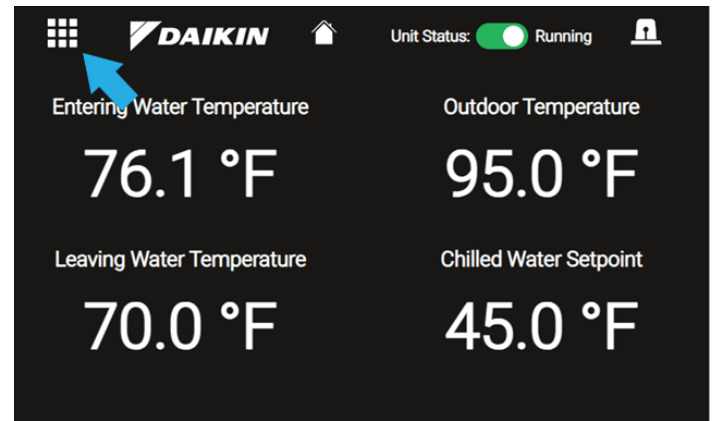 DAIKIN Unit Status: Running
Entering Water Temperature Outdoor Temperature
76.1 °F 95.0 °F
Leaving Water Temperature Chilled Water Setpoint
70.0 °F 45.0 °F